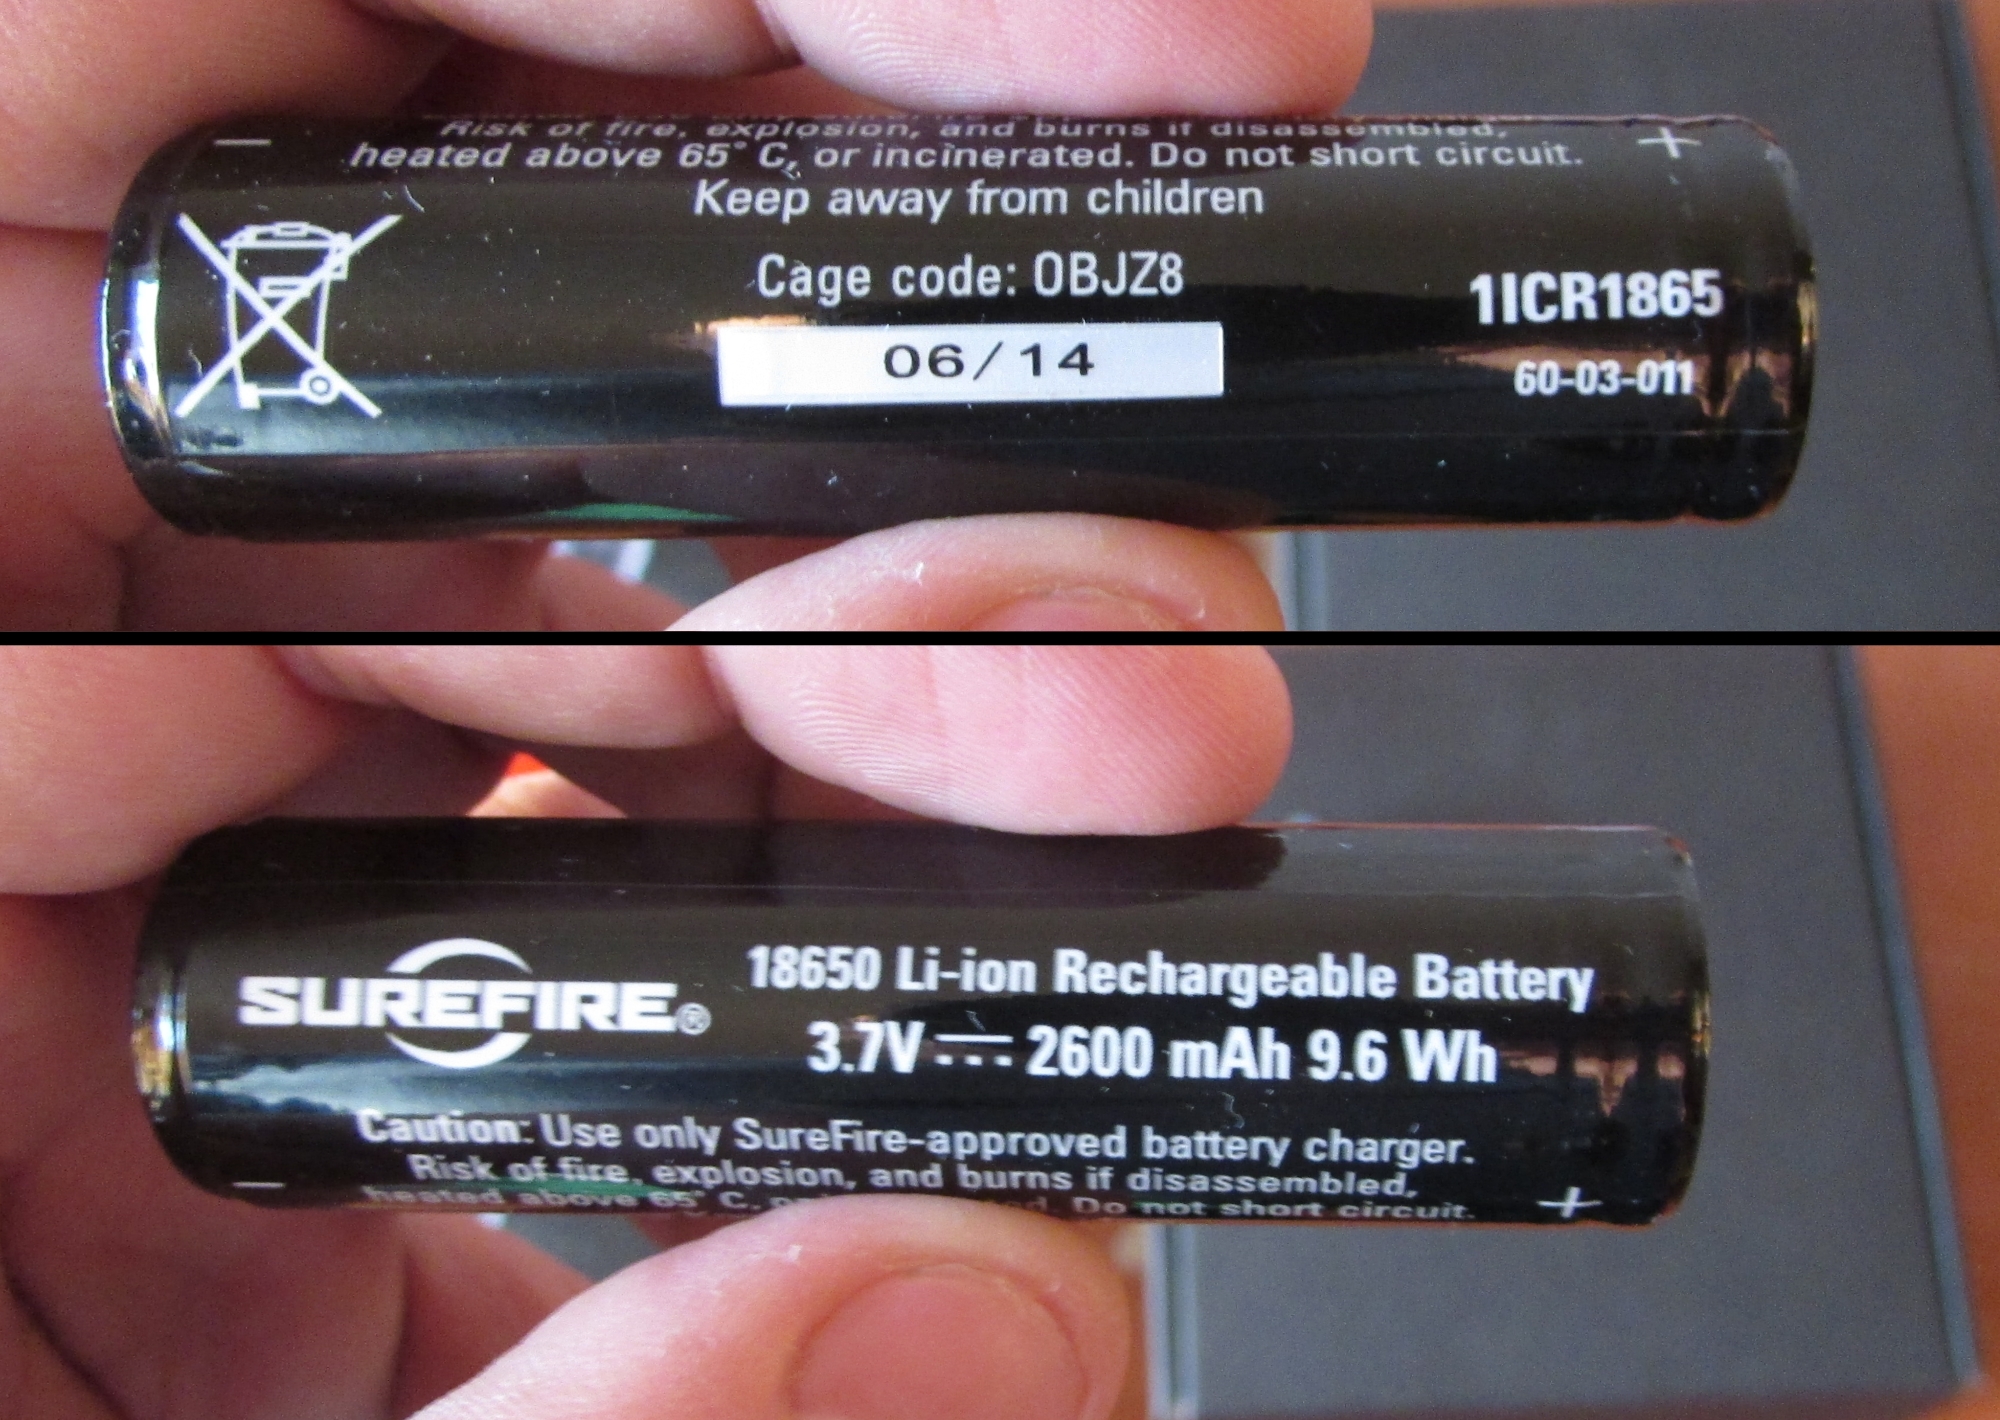 Risk of fire, explosion, and burns if disassembled,
heated above 65° C, or incinerated. Do not short circuit.
Keep away from children
Cage code: 0BJZ8
06/14
1ICR1865
60-03-011
− +
SUREFIRE®
18650 Li-ion Rechargeable Battery
3.7V 2600 mAh 9.6 Wh
Caution: Use only SureFire-approved battery charger.
Risk of fire, explosion, and burns if disassembled,
heated above 65° C, Do not short circuit.
− +